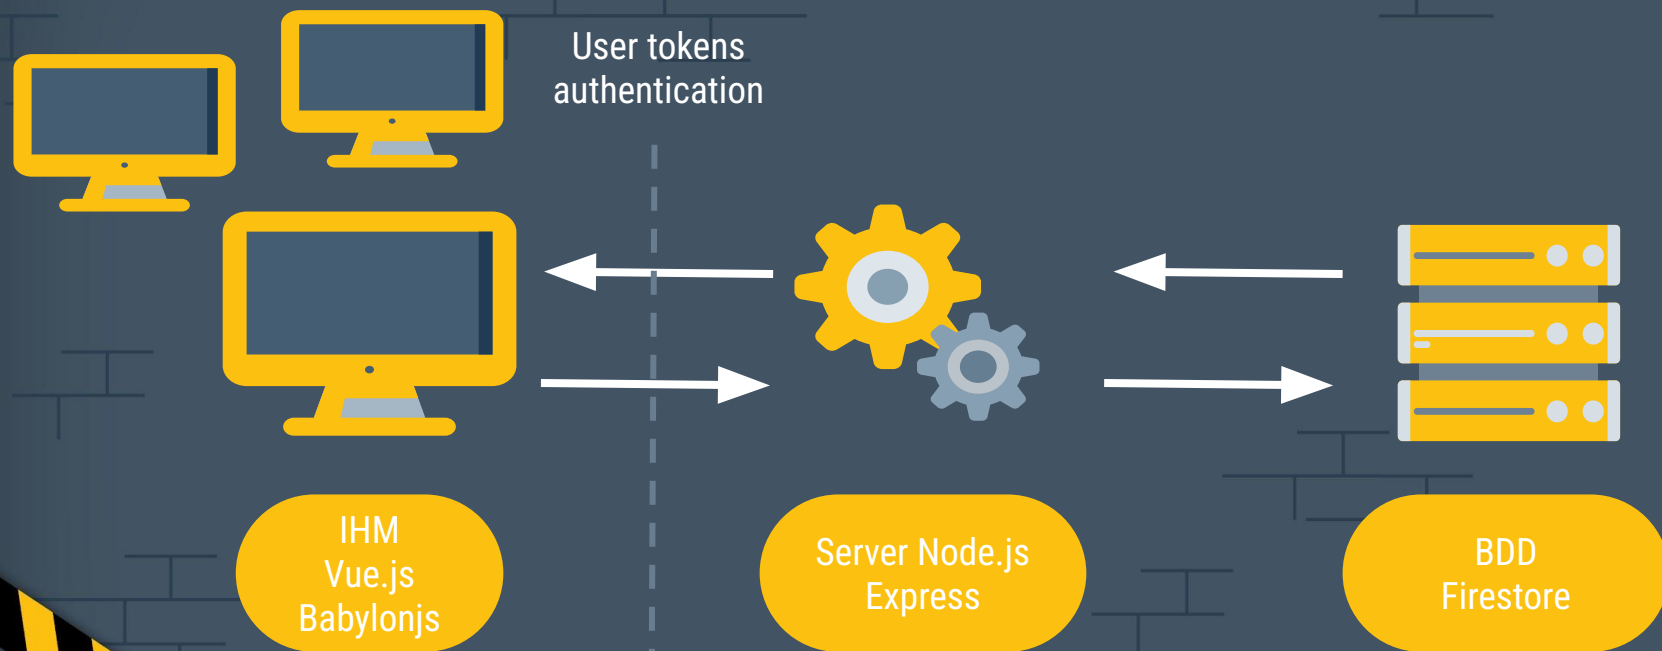 User tokens
authentication
IHM
Vue.js
Babylonjs
Server Node.js
Express
BDD
Firestore